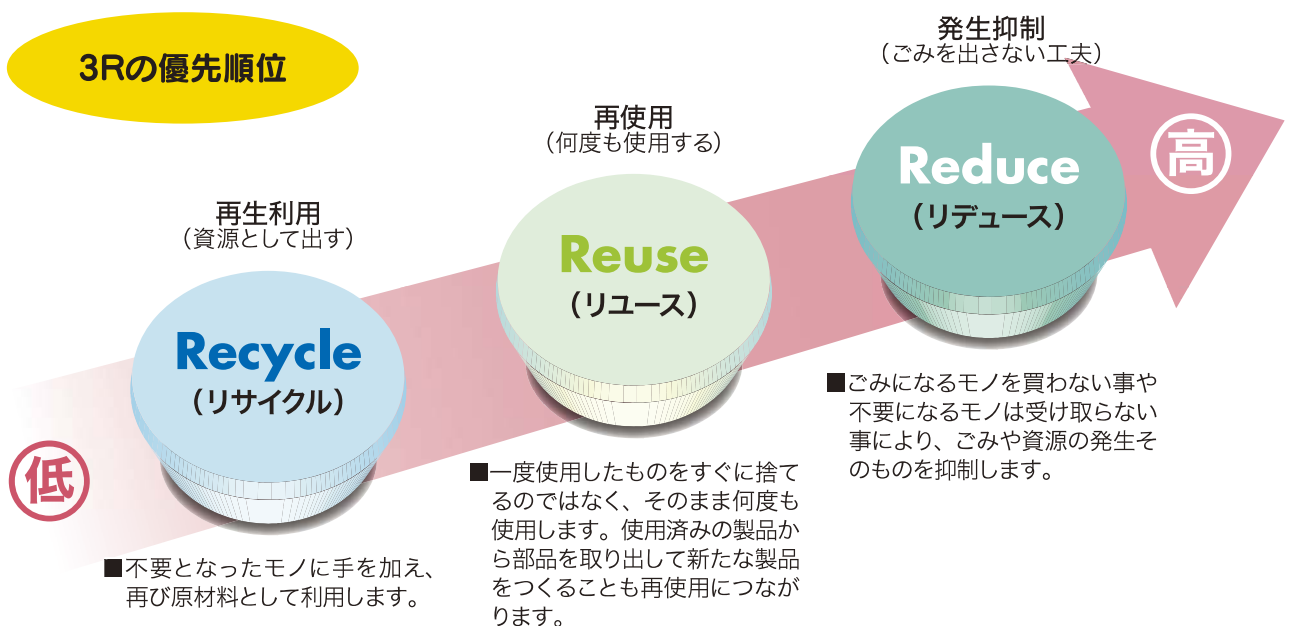 3Rの優先順位
発生抑制
（ごみを出さない工夫）
高
Reduce
（リデュース）
■ごみになるモノを買わない事や
不要になるモノは受け取らない
事により、ごみや資源の発生そ
のものを抑制します。
再使用
（何度も使用する）
Reuse
（リユース）
■一度使用したものをすぐに捨て
るのではなく、そのまま何度も
使用します。使用済みの製品か
ら部品を取り出して新たな製品
をつくることも再使用につなが
ります。
再生利用
（資源として出す）
Recycle
（リサイクル）
低
■不要となったモノに手を加え、
再び原材料として利用します。